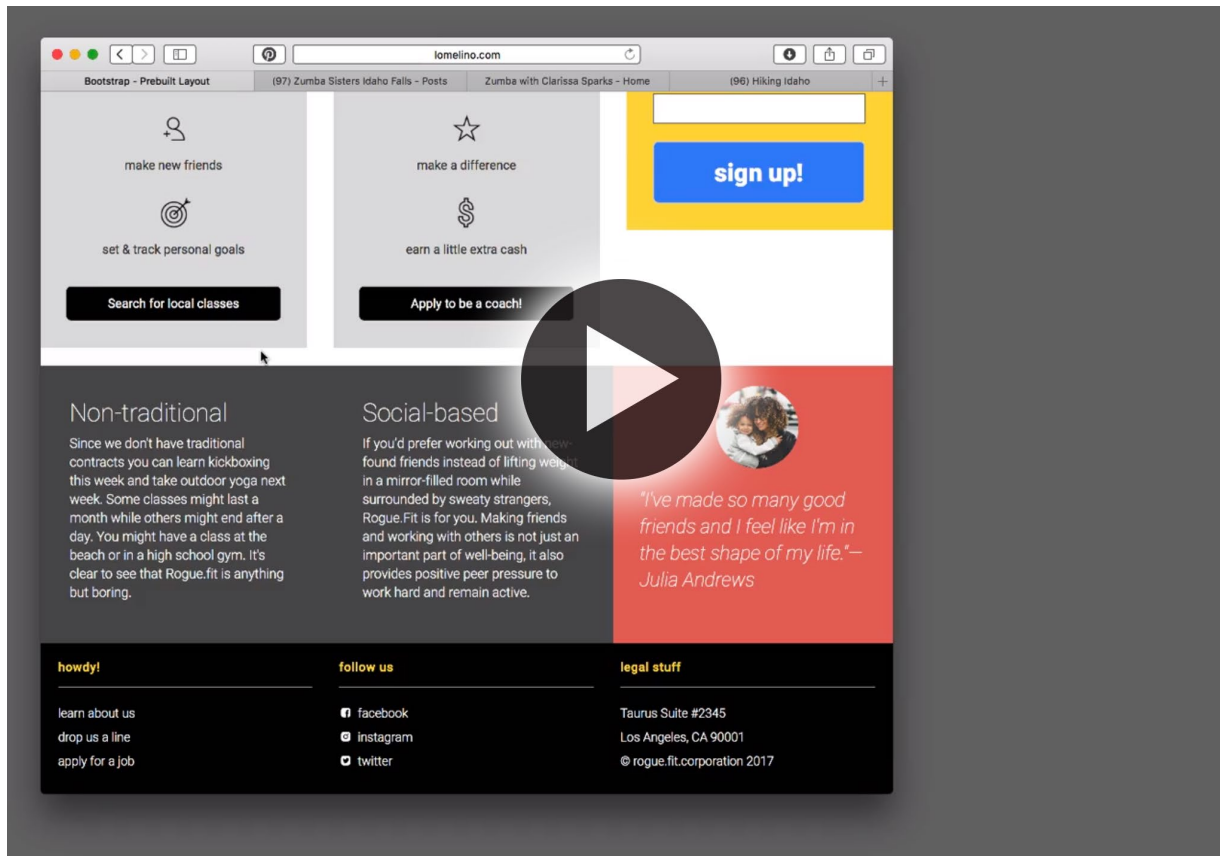 lomelino.com
Bootstrap - Prebuilt Layout
(97) Zumba Sisters Idaho Falls - Posts
Zumba with Clarissa Sparks - Home
(96) Hiking Idaho
make new friends
set & track personal goals
Search for local classes
make a difference
earn a little extra cash
Apply to be a coach!
sign up!
Non-traditional
Since we don't have traditional
contracts you can learn kickboxing
this week and take outdoor yoga next
week. Some classes might last a
month while others might end after a
day. You might have a class at the
beach or in a high school gym. It's
clear to see that Rogue.fit is anything
but boring.
Social-based
If you'd prefer working out with new-
found friends instead of lifting weight
in a mirror-filled room while
surrounded by sweaty strangers,
Rogue.Fit is for you. Making friends
and working with others is not just an
important part of well-being, it also
provides positive peer pressure to
work hard and remain active.
"I've made so many good
friends and I feel like I'm in
the best shape of my life."—
Julia Andrews
howdy!
learn about us
drop us a line
apply for a job
follow us
facebook
instagram
twitter
legal stuff
Taurus Suite #2345
Los Angeles, CA 90001
© rogue.fit.corporation 2017